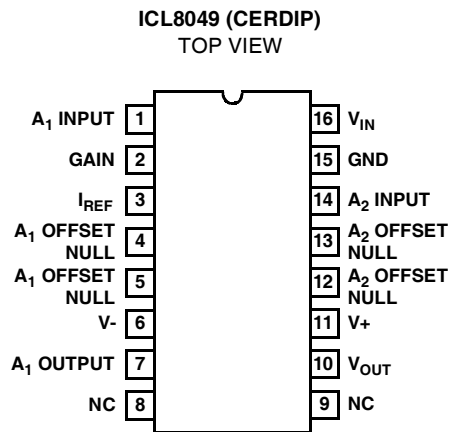 ICL8049 (CERDIP)
TOP VIEW
A1 INPUT 1
GAIN 2
IREF 3
A1 OFFSET
NULL 4
A1 OFFSET
NULL 5
V- 6
A1 OUTPUT 7
NC 8
16 VIN
15 GND
14 A2 INPUT
13 A2 OFFSET
NULL
12 A2 OFFSET
NULL
11 V+
10 VOUT
9 NC